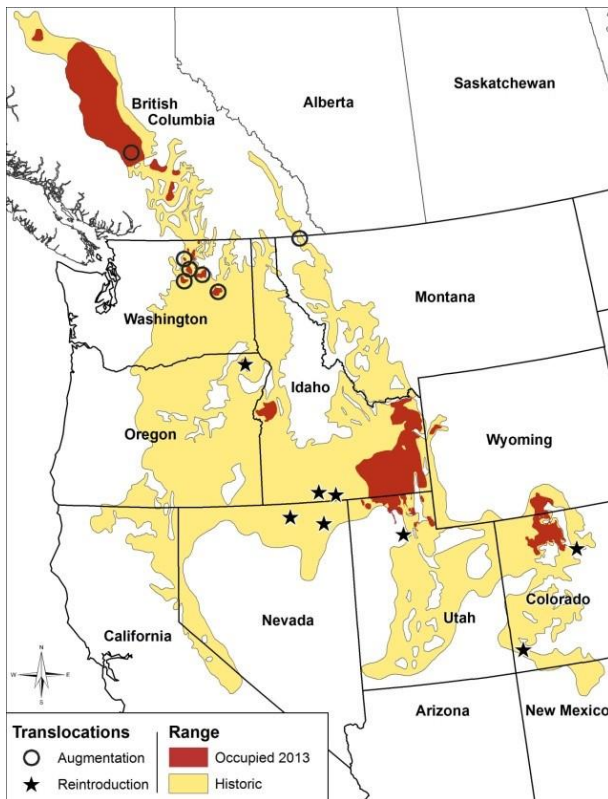 British
Columbia
Alberta
Saskatchewan
Washington
Montana
Idaho
Oregon
Wyoming
California
Nevada
Utah
Colorado
Arizona
New Mexico
N
W
E
S
Translocations
Augmentation
Reintroduction
Range
Occupied 2013
Historic